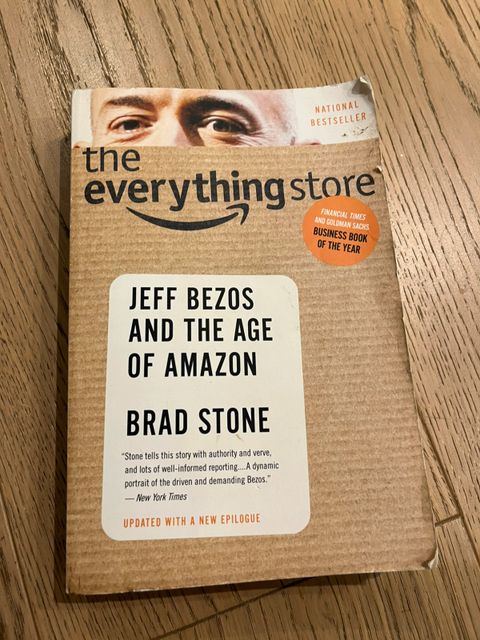 NATIONAL
BESTSELLER
the
everythingstore
FINANCIAL TIMES
AND GOLDMAN SACHS
BUSINESS BOOK
OF THE YEAR
JEFF BEZOS
AND THE AGE
OF AMAZON
BRAD STONE
"Stone tells this story with authority and verve,
and lots of well-informed reporting....A dynamic
portrait of the driven and demanding Bezos."
— New York Times
UPDATED WITH A NEW EPILOGUE